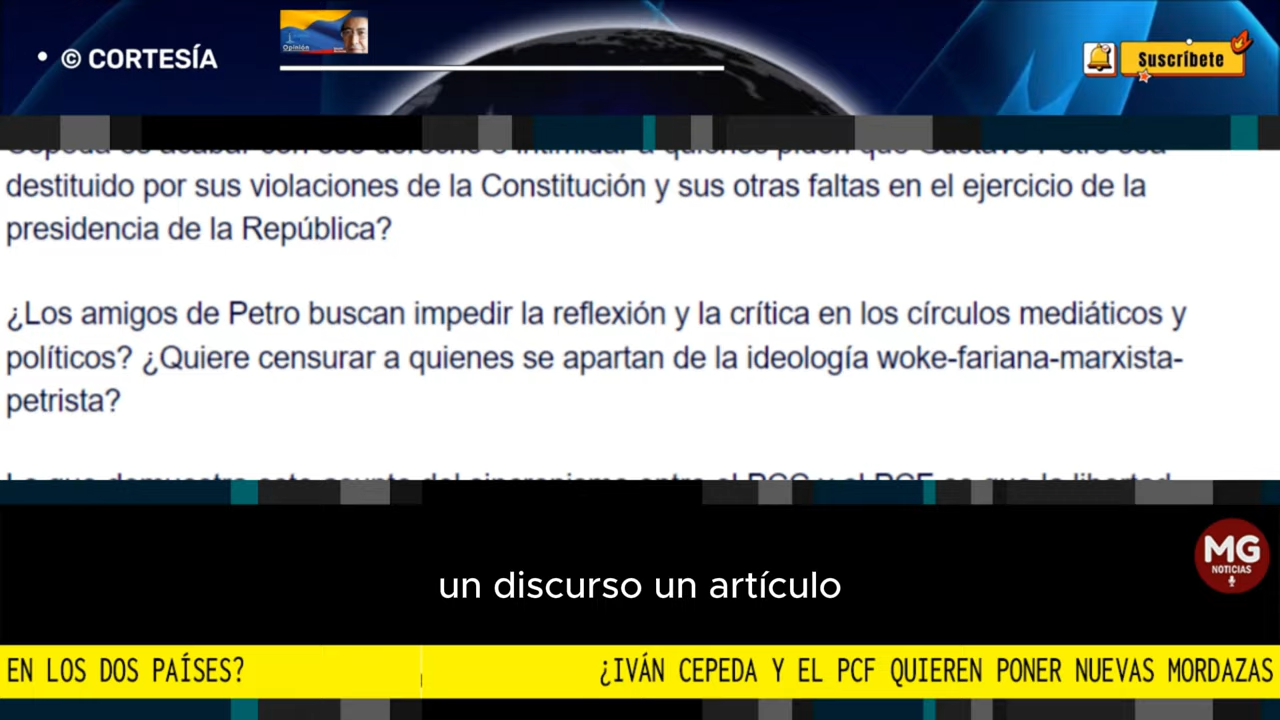 • © CORTESÍA
Opinión
Suscríbete
destituido por sus violaciones de la Constitución y sus otras faltas en el ejercicio de la
presidencia de la República?
¿Los amigos de Petro buscan impedir la reflexión y la crítica en los círculos mediáticos y
políticos? ¿Quiere censurar a quienes se apartan de la ideología woke-fariana-marxista-
petrista?
MG
NOTICIAS
un discurso un artículo
EN LOS DOS PAÍSES?
¿IVÁN CEPEDA Y EL PCF QUIEREN PONER NUEVAS MORDAZAS